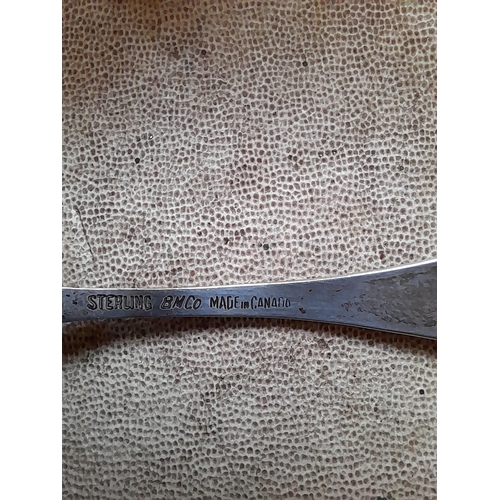 STERLING BMCO MADE IN CANADA